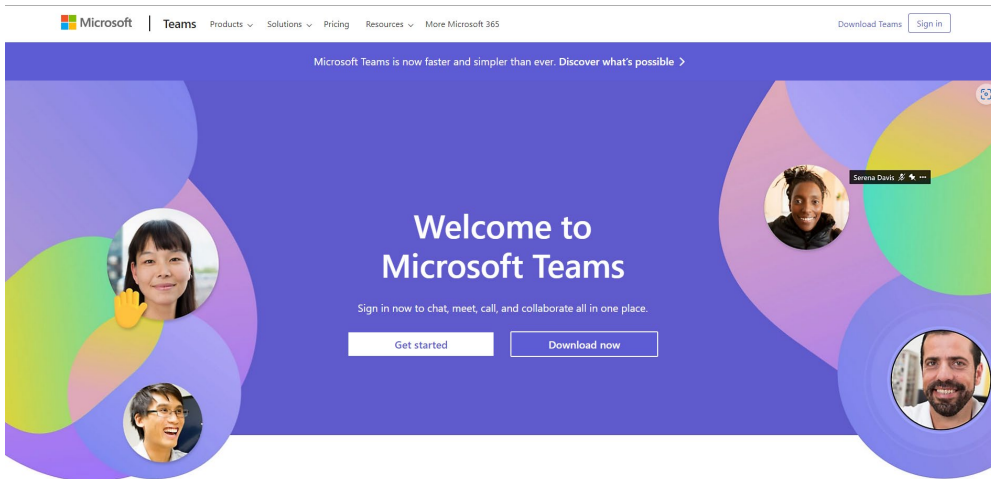 Microsoft Teams Products Solutions Pricing Resources More Microsoft 365 Download Teams Sign in
Microsoft Teams is now faster and simpler than ever. Discover what's possible
Serena Davis
Welcome to
Microsoft Teams
Sign in now to chat, meet, call, and collaborate all in one place.
Get started Download now